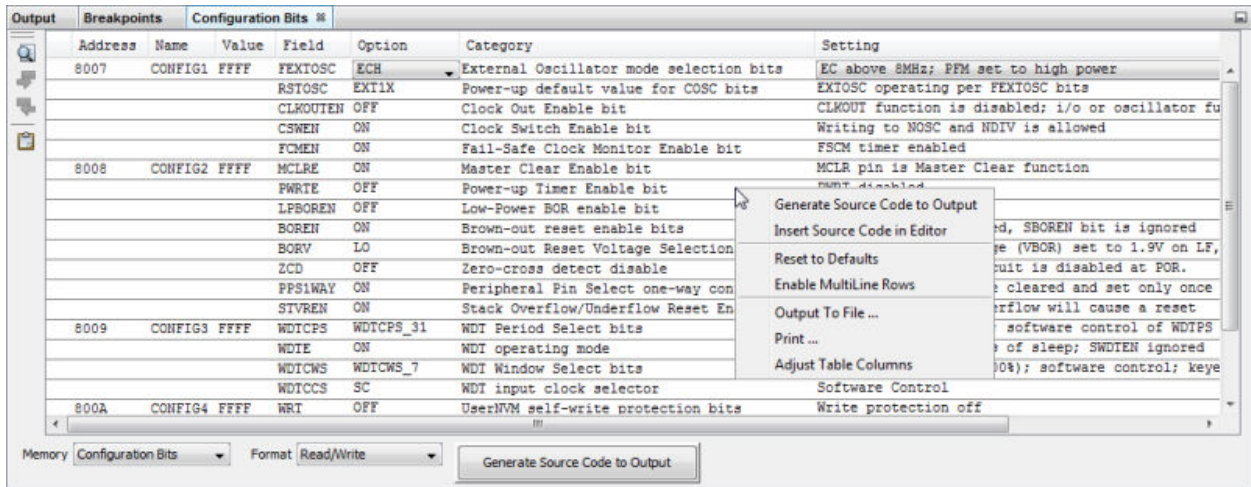 Output Breakpoints Configuration Bits
Address Name Value Field Option Category Setting
8007 CONFIG1 FFFF FEXTOSC ECH External Oscillator mode selection bits EC above 8MHz; PFM set to high power
RSTOSC EXT1X Power-up default value for COSC bits EXTOSC operating per FEXTOSC bits
CLKOUTEN OFF Clock Out Enable bit CLKOUT function is disabled; i/o or oscillator fu
CSWEN ON Clock Switch Enable bit Writing to NOSC and NDIV is allowed
FCMEN ON Fail-Safe Clock Monitor Enable bit FSCM timer enabled
8008 CONFIG2 FFFF MCLRE ON Master Clear Enable bit MCLR pin is Master Clear function
PWRTE OFF Power-up Timer Enable bit PWRT disabled
LPBOREN OFF Low-Power BOR enable bit
BOREN ON Brown-out reset enable bits ed, SBOREN bit is ignored
BORV LO Brown-out Reset Voltage Selection ge (VBOR) set to 1.9V on LF,
ZCD OFF Zero-cross detect disable cuit is disabled at POR.
PPS1WAY ON Peripheral Pin Select one-way con cleared and set only once
STVREN ON Stack Overflow/Underflow Reset En erflow will cause a reset
8009 CONFIG3 FFFF WDTCPS WDTCPS_31 WDT Period Select bits software control of WDTPS
WDTE ON WDT operating mode of sleep; SWDTEN ignored
WDTCWS WDTCWS_7 WDT Window Select bits 00%); software control; keye
WDTCCS SC WDT input clock selector Software Control
800A CONFIG4 FFFF WRT OFF UserNVM self-write protection bits Write protection off
Generate Source Code to Output
Insert Source Code in Editor
Reset to Defaults
Enable MultiLine Rows
Output To File ...
Print ...
Adjust Table Columns
Memory Configuration Bits Format Read/Write Generate Source Code to Output